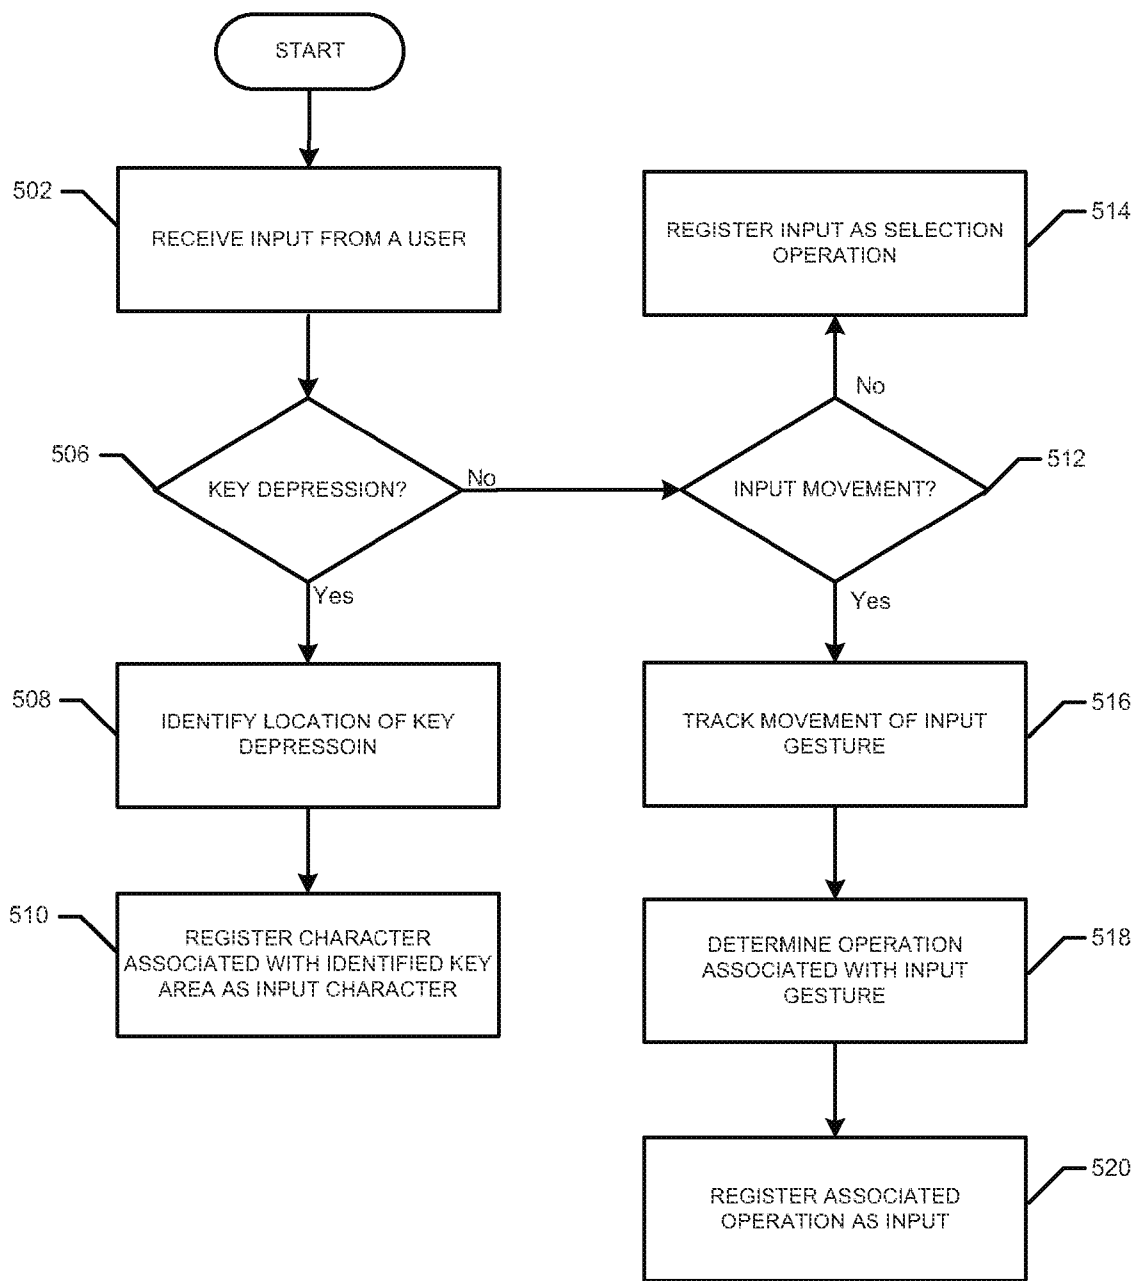 START
502
RECEIVE INPUT FROM A USER
514
REGISTER INPUT AS SELECTION
OPERATION
506
KEY DEPRESSION?
No
No
512
INPUT MOVEMENT?
Yes
Yes
508
IDENTIFY LOCATION OF KEY
DEPRESSOIN
516
TRACK MOVEMENT OF INPUT
GESTURE
510
REGISTER CHARACTER
ASSOCIATED WITH IDENTIFIED KEY
AREA AS INPUT CHARACTER
518
DETERMINE OPERATION
ASSOCIATED WITH INPUT
GESTURE
520
REGISTER ASSOCIATED
OPERATION AS INPUT